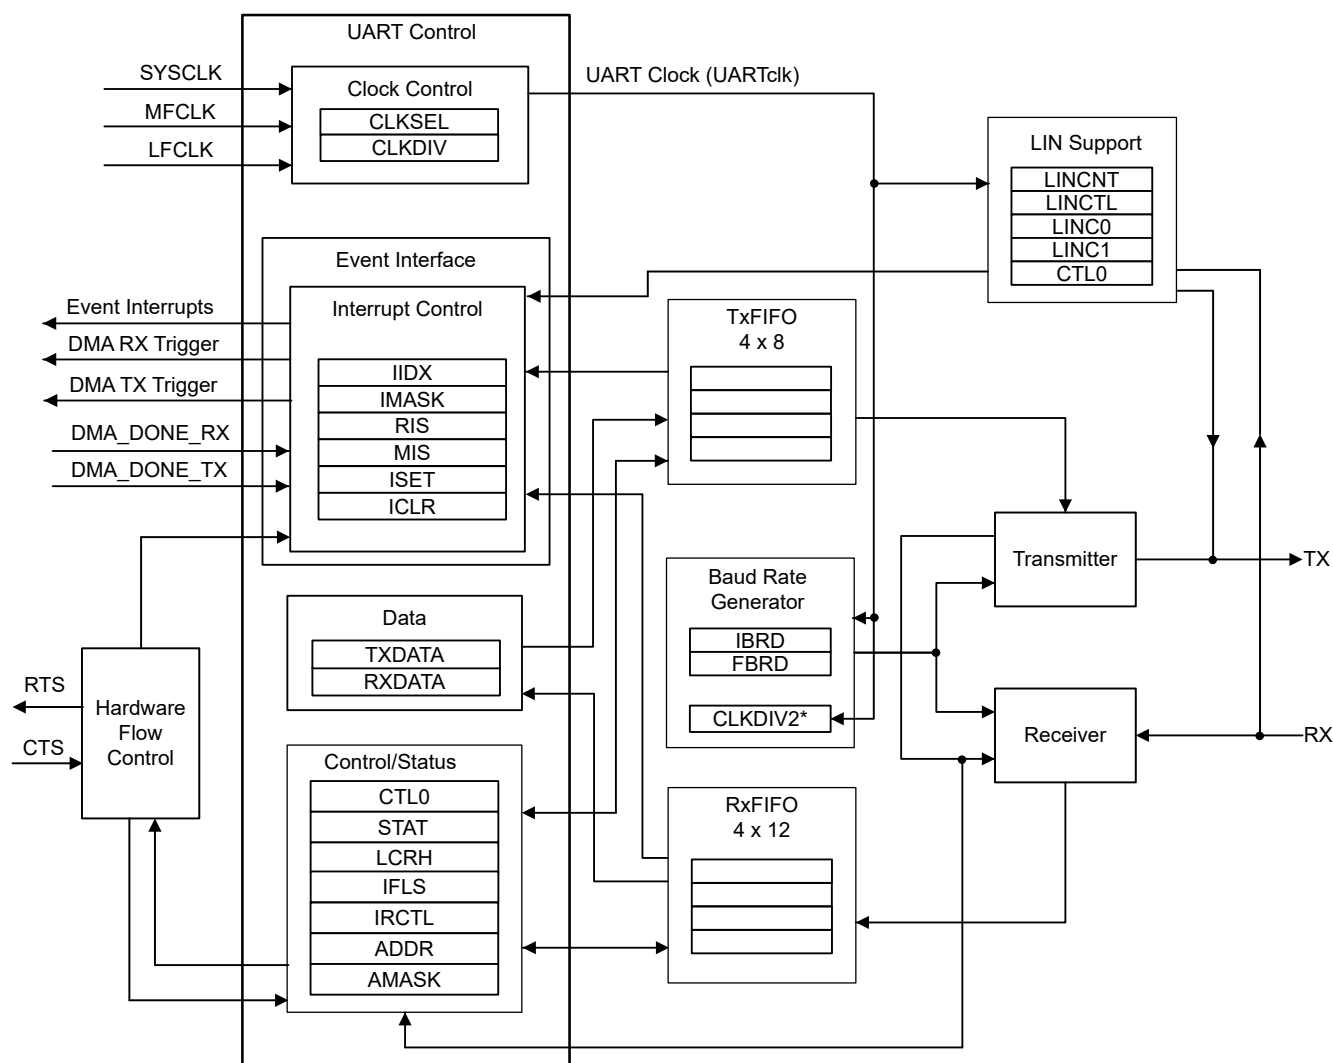 UART Control
SYSCLK
MFCLK
LFCLK
Clock Control
CLKSEL
CLKDIV
UART Clock (UARTclk)
LIN Support
LINCNT
LINCTL
LINC0
LINC1
CTL0
Event Interface
Interrupt Control
IIDX
IMASK
RIS
MIS
ISET
ICLR
Event Interrupts
DMA RX Trigger
DMA TX Trigger
DMA_DONE_RX
DMA_DONE_TX
TxFIFO
4 x 8
Data
TXDATA
RXDATA
Baud Rate
Generator
IBRD
FBRD
CLKDIV2*
Transmitter
TX
Receiver
RX
RTS
CTS
Hardware
Flow
Control
Control/Status
CTL0
STAT
LCRH
IFLS
IRCTL
ADDR
AMASK
RxFIFO
4 x 12